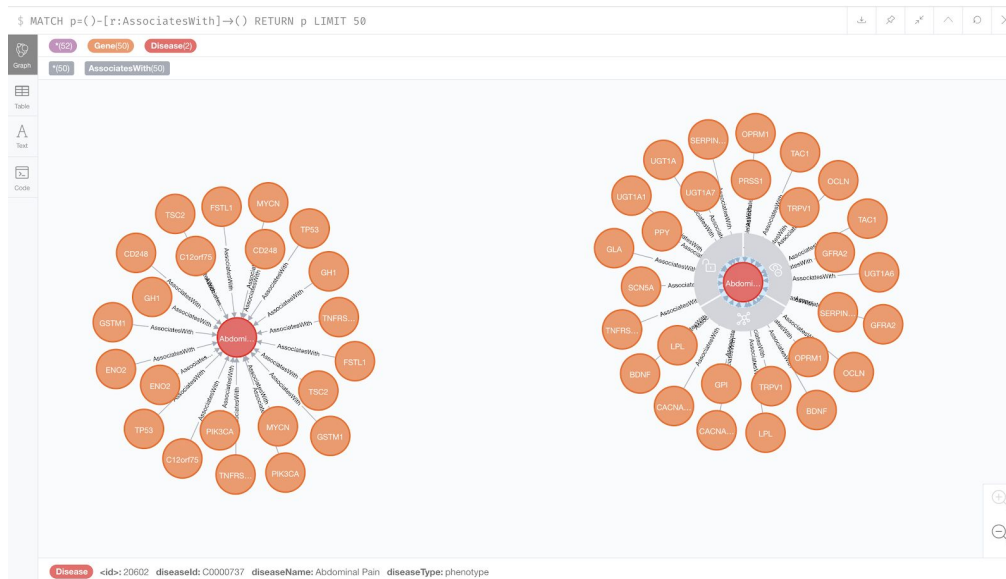 $ MATCH p=()-[r:AssociatesWith]->() RETURN p LIMIT 50
*(52) Gene(50) Disease(2)
*(50) AssociatesWith(50)
Graph
Table
Text
Code
FSTL1
MYCN
TSC2
TP53
CD248
C12orf75
CD248
GH1
GH1
GSTM1
TNFRS...
Abdomi...
ENO2
ENO2
FSTL1
TSC2
TP53
PIK3CA
MYCN
GSTM1
C12orf75
TNFRS...
PIK3CA
AssociatesWith
OPRM1
SERPIN...
TAC1
UGT1A
PRSS1
OCLN
UGT1A1
UGT1A7
TRPV1
TAC1
PPY
GLA
GFRA2
UGT1A6
SCN5A
Abdomi...
SERPIN...
GFRA2
TNFRS...
LPL
OPRM1
OCLN
BDNF
GPI
TRPV1
BDNF
CACNA...
CACNA...
LPL
AssociatesWith
Disease <id>: 20602 diseaseId: C0000737 diseaseName: Abdominal Pain diseaseType: phenotype